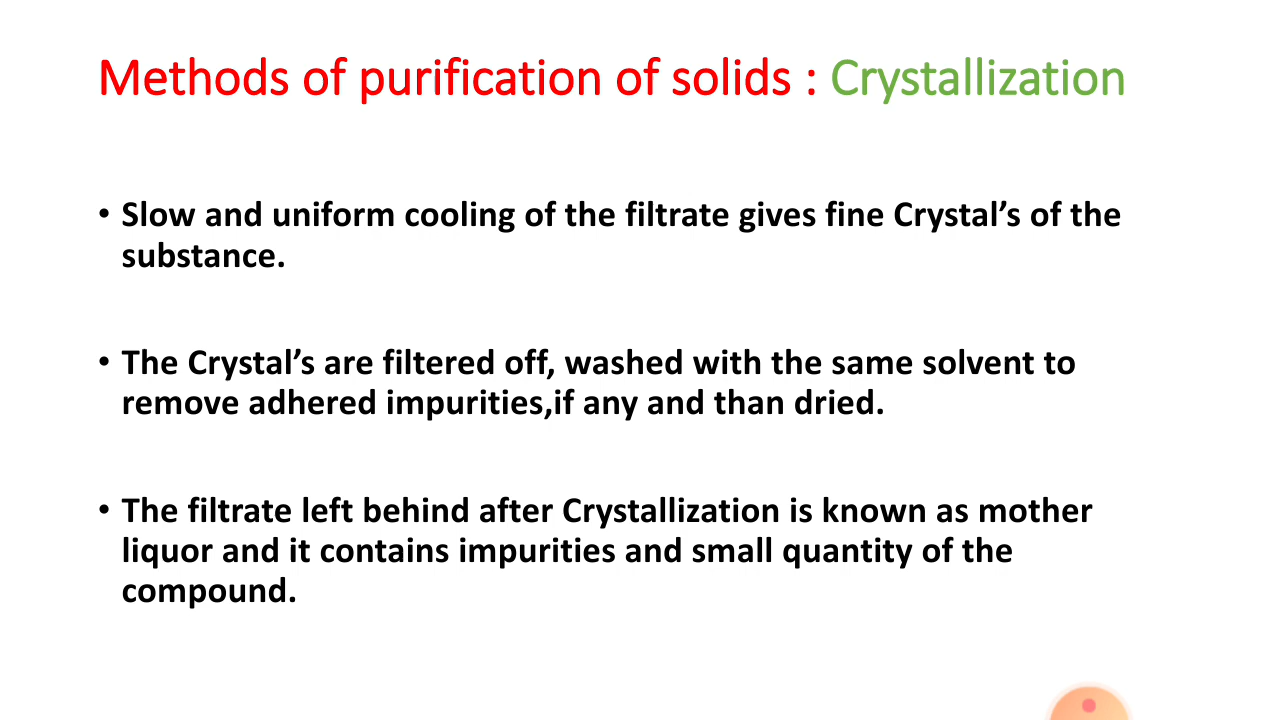 Methods of purification of solids : Crystallization
• Slow and uniform cooling of the filtrate gives fine Crystal’s of the
substance.
• The Crystal’s are filtered off, washed with the same solvent to
remove adhered impurities,if any and than dried.
• The filtrate left behind after Crystallization is known as mother
liquor and it contains impurities and small quantity of the
compound.